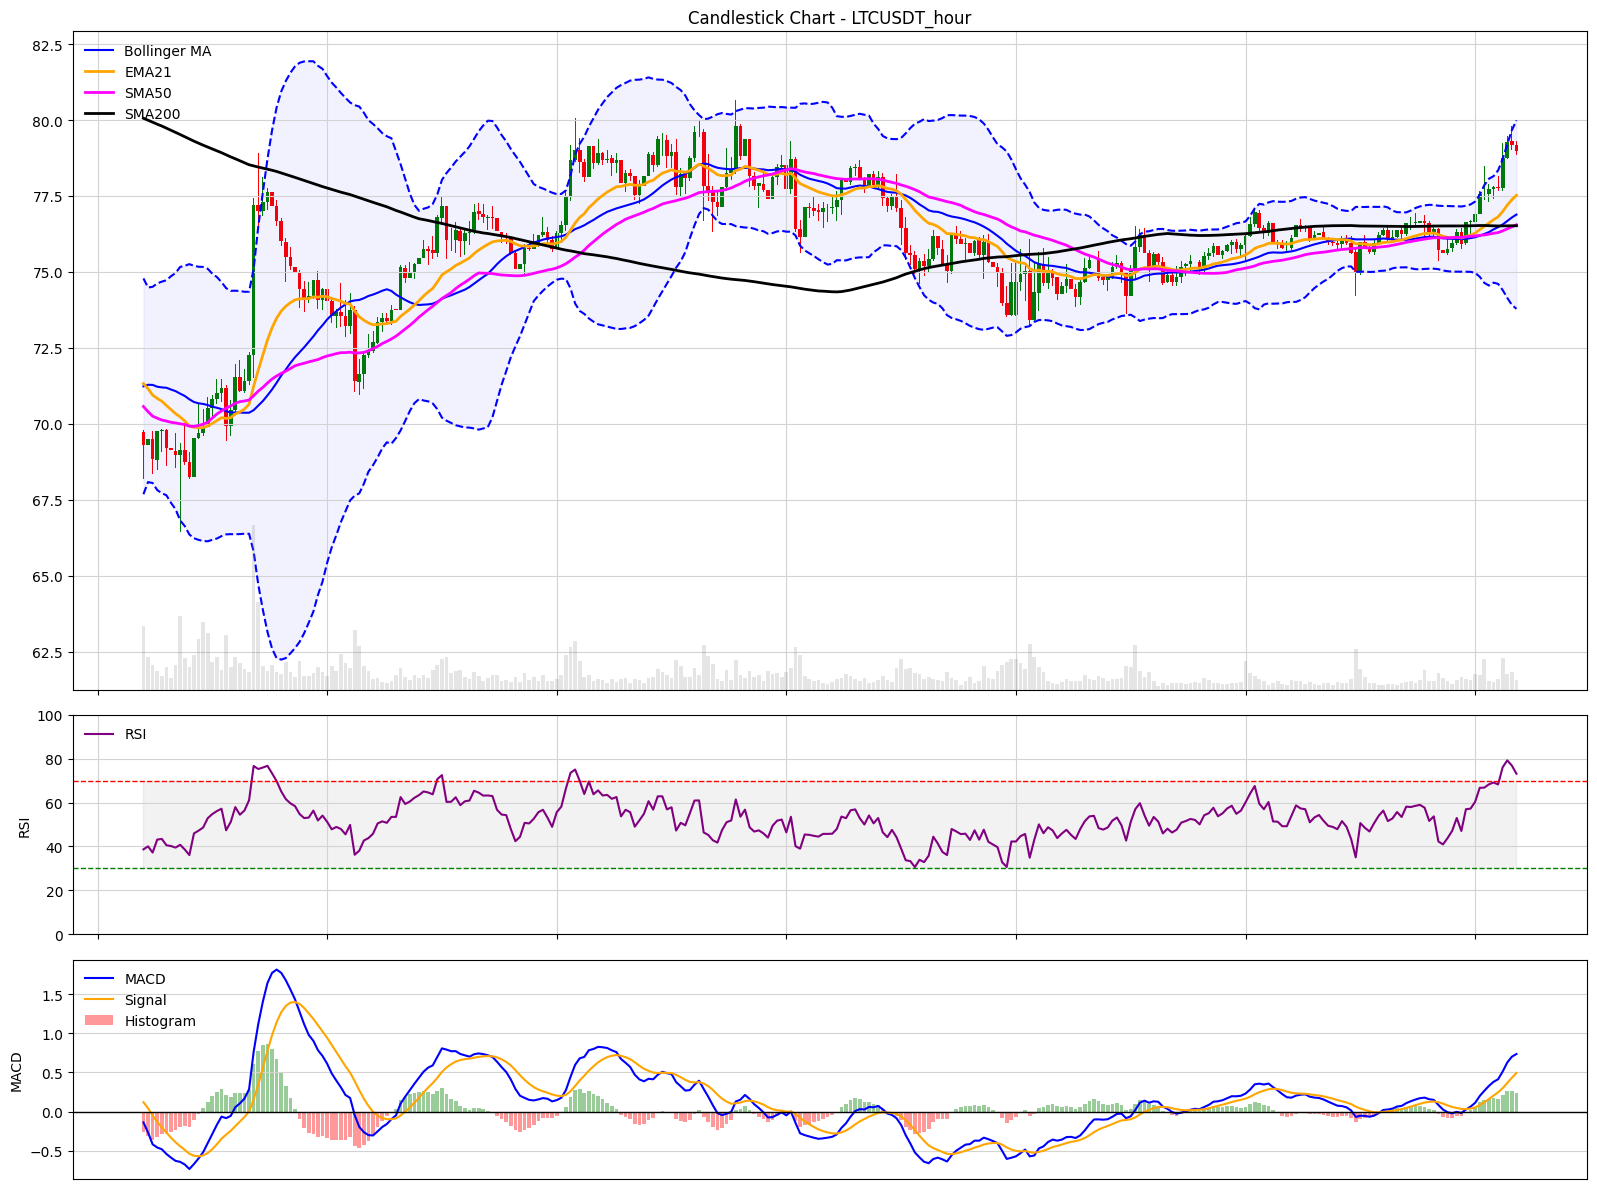 Candlestick Chart - LTCUSDT_hour
Bollinger MA
EMA21
SMA50
SMA200
82.5
80.0
77.5
75.0
72.5
70.0
67.5
65.0
62.5
RSI
RSI
100
80
60
40
20
0
MACD
Signal
Histogram
MACD
1.5
1.0
0.5
0.0
−0.5